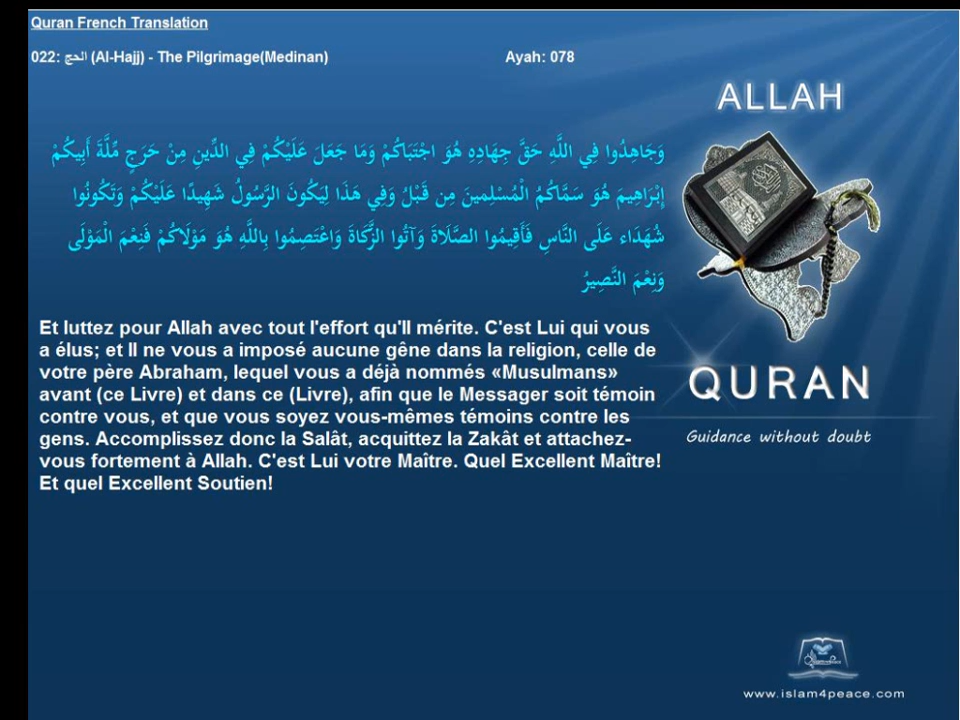 Quran French Translation
022: الحج (Al-Hajj) - The Pilgrimage(Medinan) Ayah: 078
ALLAH
وَجَاهِدُوا فِي اللَّهِ حَقَّ جِهَادِهِ هُوَ اجْتَبَاكُمْ وَمَا جَعَلَ عَلَيْكُمْ فِي الدِّينِ مِنْ حَرَجٍ مِّلَّةَ أَبِيكُمْ
إِبْرَاهِيمَ هُوَ سَمَّاكُمُ الْمُسْلِمينَ مِن قَبْلُ وَفِي هَذَا لِيَكُونَ الرَّسُولُ شَهِيدًا عَلَيْكُمْ وَتَكُونُوا
شُهَدَاء عَلَى النَّاسِ فَأَقِيمُوا الصَّلَاةَ وَآتُوا الزَّكَاةَ وَاعْتَصِمُوا بِاللَّهِ هُوَ مَوْلَاكُمْ فَنِعْمَ الْمَوْلَى
وَنِعْمَ النَّصِيرُ
Et luttez pour Allah avec tout l'effort qu'Il mérite. C'est Lui qui vous
a élus; et Il ne vous a imposé aucune gêne dans la religion, celle de
votre père Abraham, lequel vous a déjà nommés «Musulmans»
avant (ce Livre) et dans ce (Livre), afin que le Messager soit témoin
contre vous, et que vous soyez vous-mêmes témoins contre les
gens. Accomplissez donc la Salât, acquittez la Zakât et attachez-
vous fortement à Allah. C'est Lui votre Maître. Quel Excellent Maître!
Et quel Excellent Soutien!
QURAN
Guidance without doubt
www.islam4peace.com